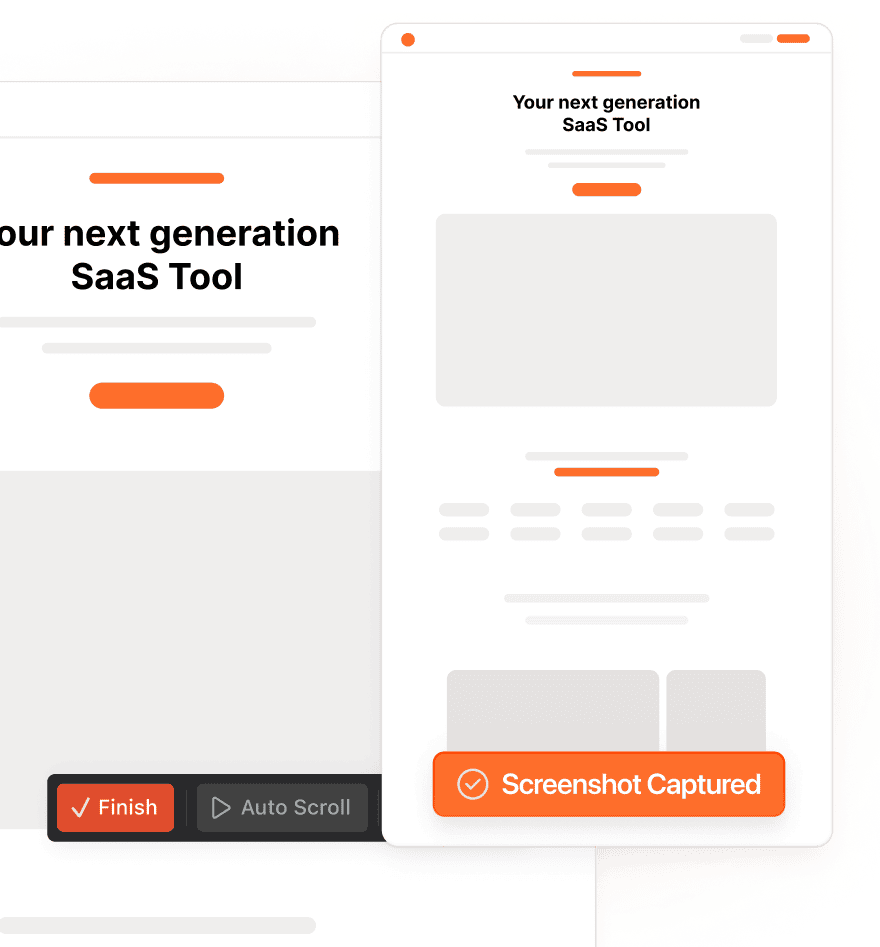 Your next generation
SaaS Tool
our next generation
SaaS Tool
Finish
Auto Scroll
Screenshot Captured